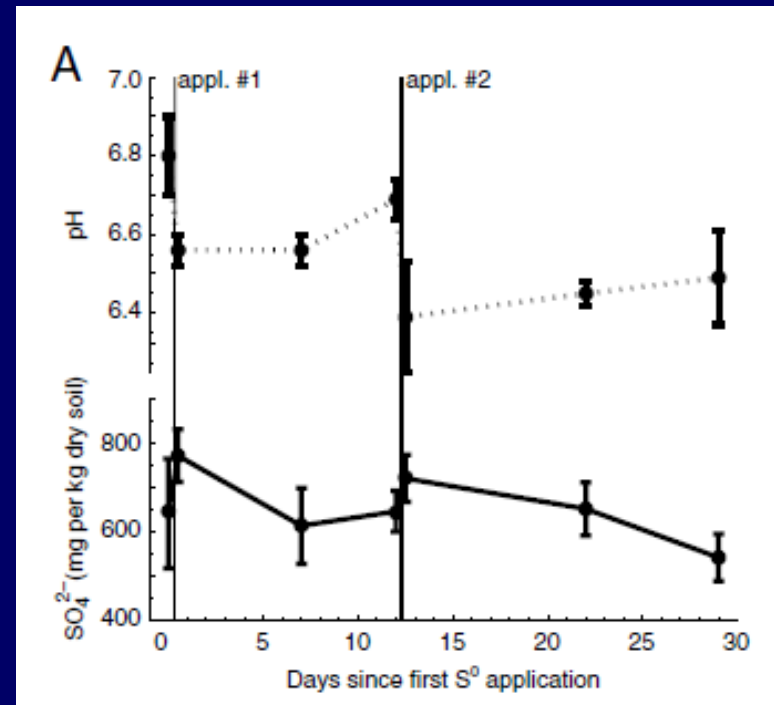 A
appl. #1
appl. #2
7.0
6.8
6.6
6.4
pH
800
600
400
SO₄²⁻ (mg per kg dry soil)
0 5 10 15 20 25 30
Days since first S⁰ application